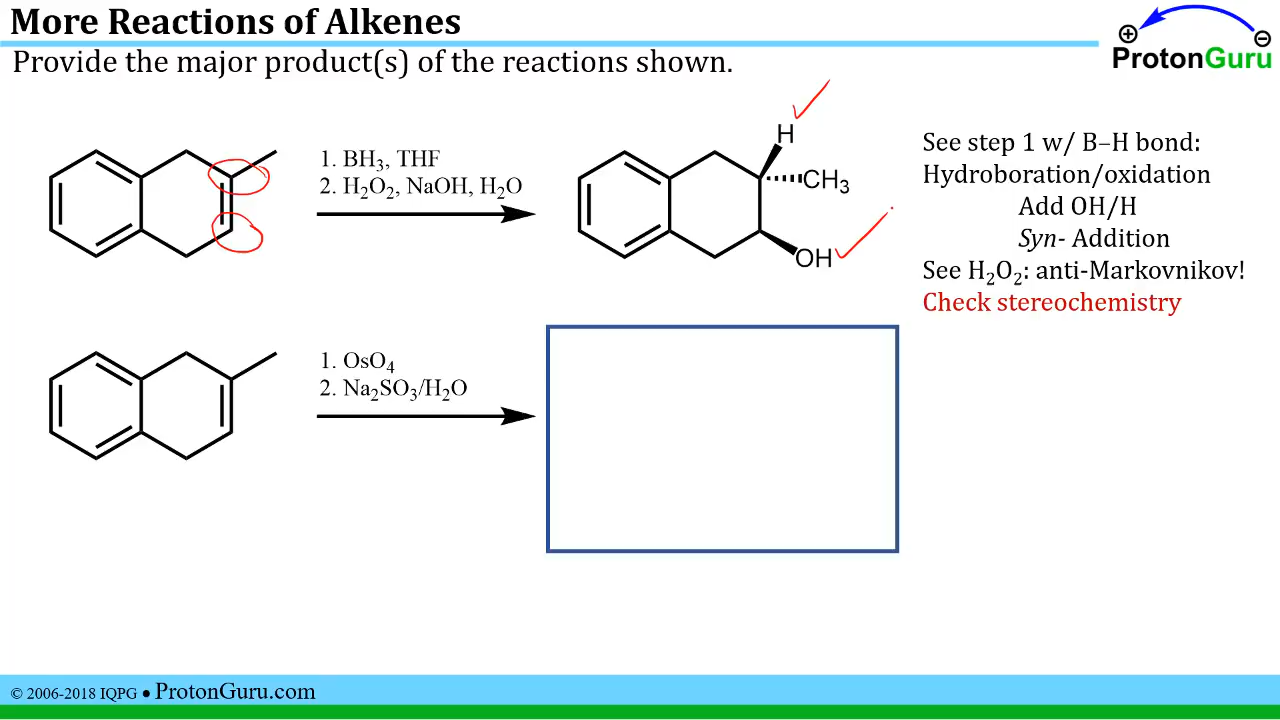 More Reactions of Alkenes
⊕ ⊖
ProtonGuru
Provide the major product(s) of the reactions shown.
1. BH₃, THF
2. H₂O₂, NaOH, H₂O
H
CH₃
OH
See step 1 w/ B–H bond:
Hydroboration/oxidation
Add OH/H
Syn- Addition
See H₂O₂: anti-Markovnikov!
Check stereochemistry
1. OsO₄
2. Na₂SO₃/H₂O
© 2006-2018 IQPG ● ProtonGuru.com